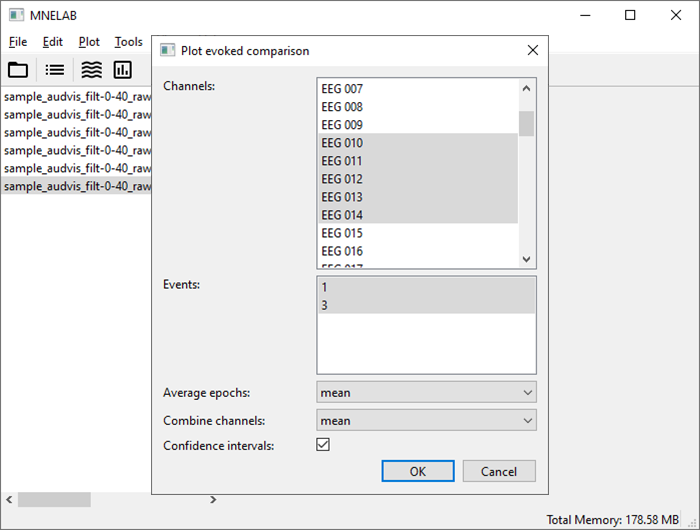 MNELAB
File Edit Plot Tools
Plot evoked comparison
sample_audvis_filt-0-40_raw
sample_audvis_filt-0-40_raw
sample_audvis_filt-0-40_raw
sample_audvis_filt-0-40_raw
sample_audvis_filt-0-40_raw
sample_audvis_filt-0-40_raw
Channels:
EEG 007
EEG 008
EEG 009
EEG 010
EEG 011
EEG 012
EEG 013
EEG 014
EEG 015
EEG 016
EEG 017
Events:
1
3
Average epochs: mean
Combine channels: mean
Confidence intervals:
OK Cancel
Total Memory: 178.58 MB